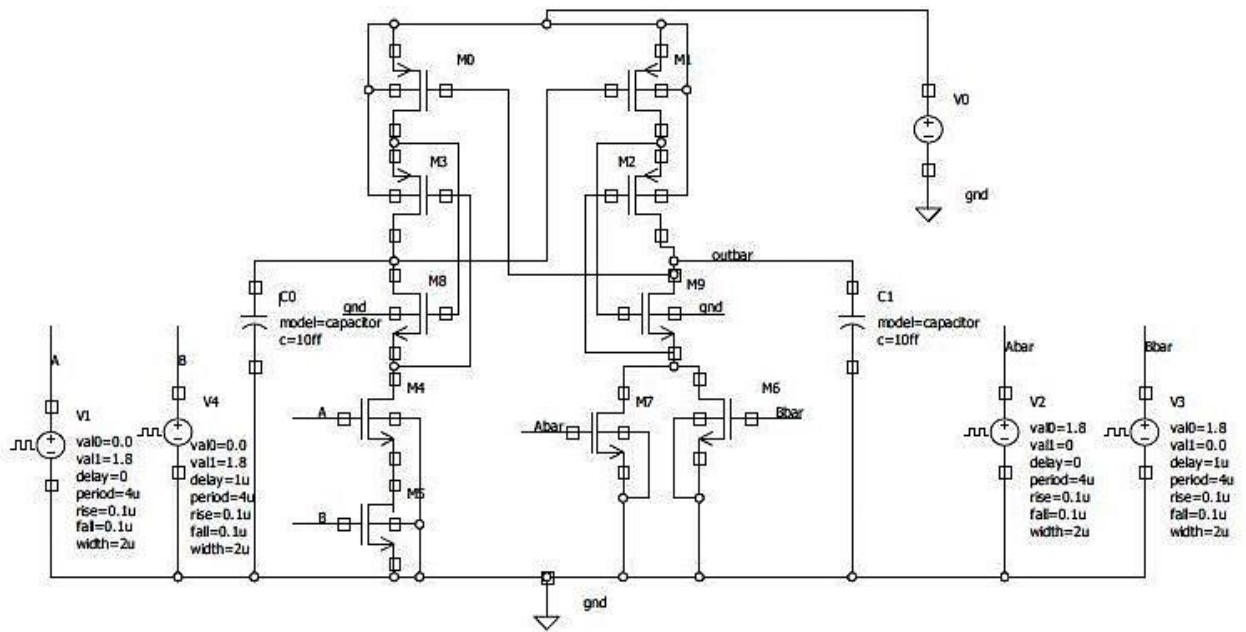 M0
M1
V0
M3
M2
gnd
outbar
M8
M9
C0
model=capacitor
c=10ff
gnd
gnd
C1
model=capacitor
c=10ff
A
B
Abar
Bbar
M4
M7
M6
A
Abar
Bbar
V1
val0=0.0
val1=1.8
delay=0
period=4u
rise=0.1u
fall=0.1u
width=2u
V4
val0=0.0
val1=1.8
delay=1u
period=4u
rise=0.1u
fall=0.1u
width=2u
V2
val0=1.8
val1=0
delay=0
period=4u
rise=0.1u
fall=0.1u
width=2u
V3
val0=1.8
val1=0.0
delay=1u
period=4u
rise=0.1u
fall=0.1u
width=2u
M5
B
gnd